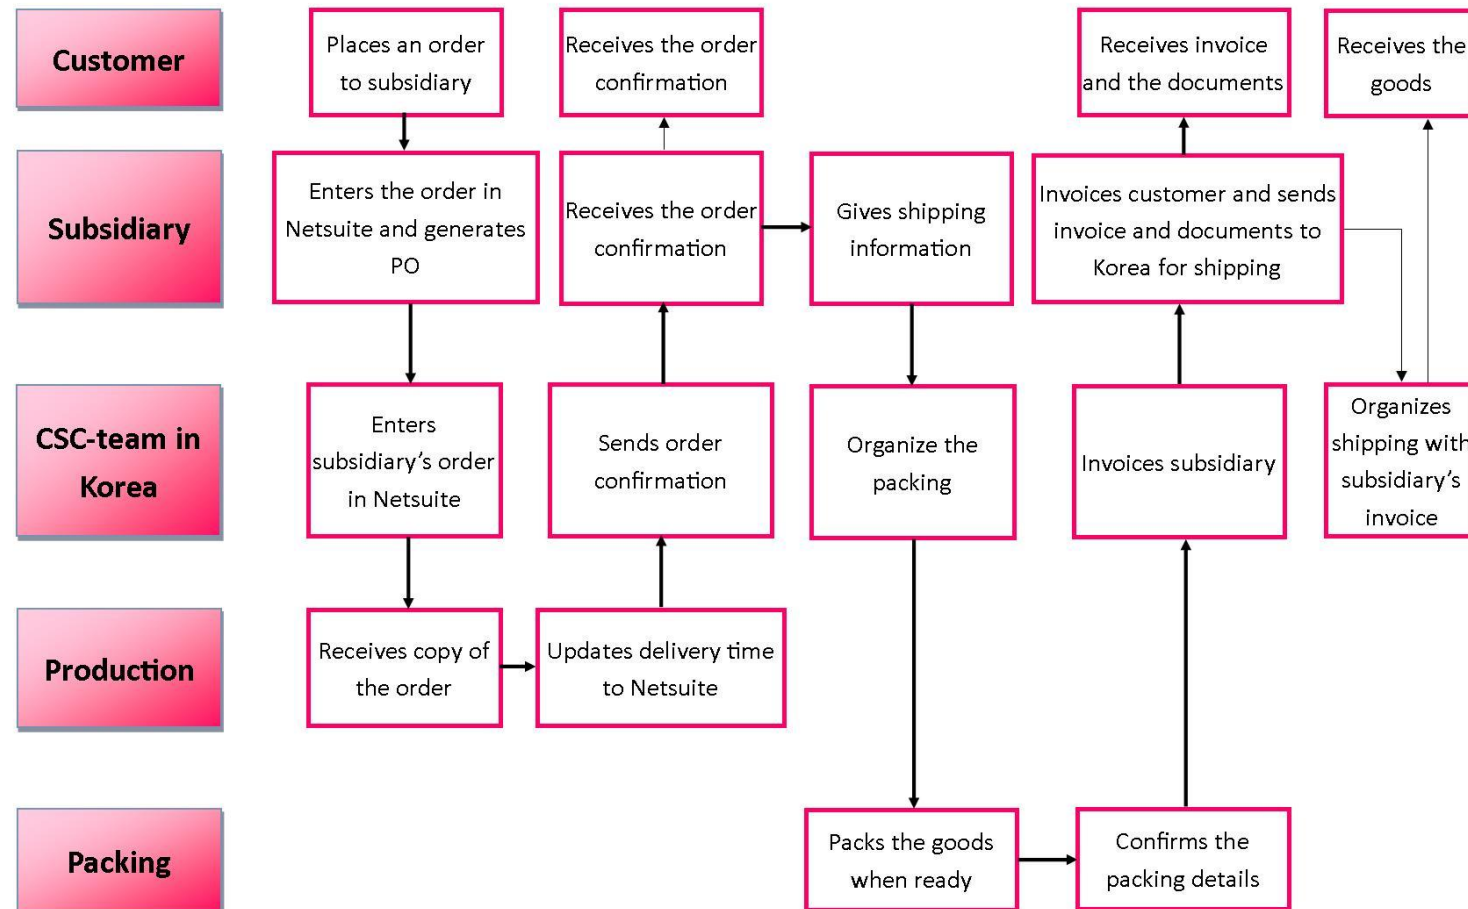 Customer
Places an order
to subsidiary
Receives the order
confirmation
Receives invoice
and the documents
Receives the
goods
Subsidiary
Enters the order in
Netsuite and generates
PO
Receives the order
confirmation
Gives shipping
information
Invoices customer and sends
invoice and documents to
Korea for shipping
CSC-team in
Korea
Enters
subsidiary’s order
in Netsuite
Sends order
confirmation
Organize the
packing
Invoices subsidiary
Organizes
shipping with
subsidiary’s
invoice
Production
Receives copy of
the order
Updates delivery time
to Netsuite
Packing
Packs the goods
when ready
Confirms the
packing details